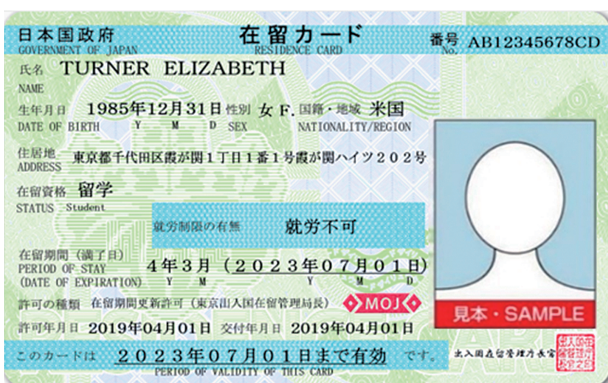 日本国政府 在留カード 番号 AB12345678CD
GOVERNMENT OF JAPAN RESIDENCE CARD No.
氏名 TURNER ELIZABETH
NAME
生年月日 1985年12月31日 性別 女 F. 国籍・地域 米国
DATE OF BIRTH Y M D SEX NATIONALITY/REGION
住居地 東京都千代田区霞が関1丁目1番1号霞が関ハイツ202号
ADDRESS
在留資格 留学
STATUS Student
就労制限の有無 就労不可
在留期間(満了日) 4年3月(2023年07月01日)
PERIOD OF STAY
(DATE OF EXPIRATION) Y M Y M D
許可の種類 在留期間更新許可(東京出入国在留管理局長) MOJ
見本・SAMPLE
許可年月日 2019年04月01日 交付年月日 2019年04月01日
このカードは 2023年07月01日まで有効 です。
PERIOD OF VALIDITY OF THIS CARD
出入国在留管理庁長官